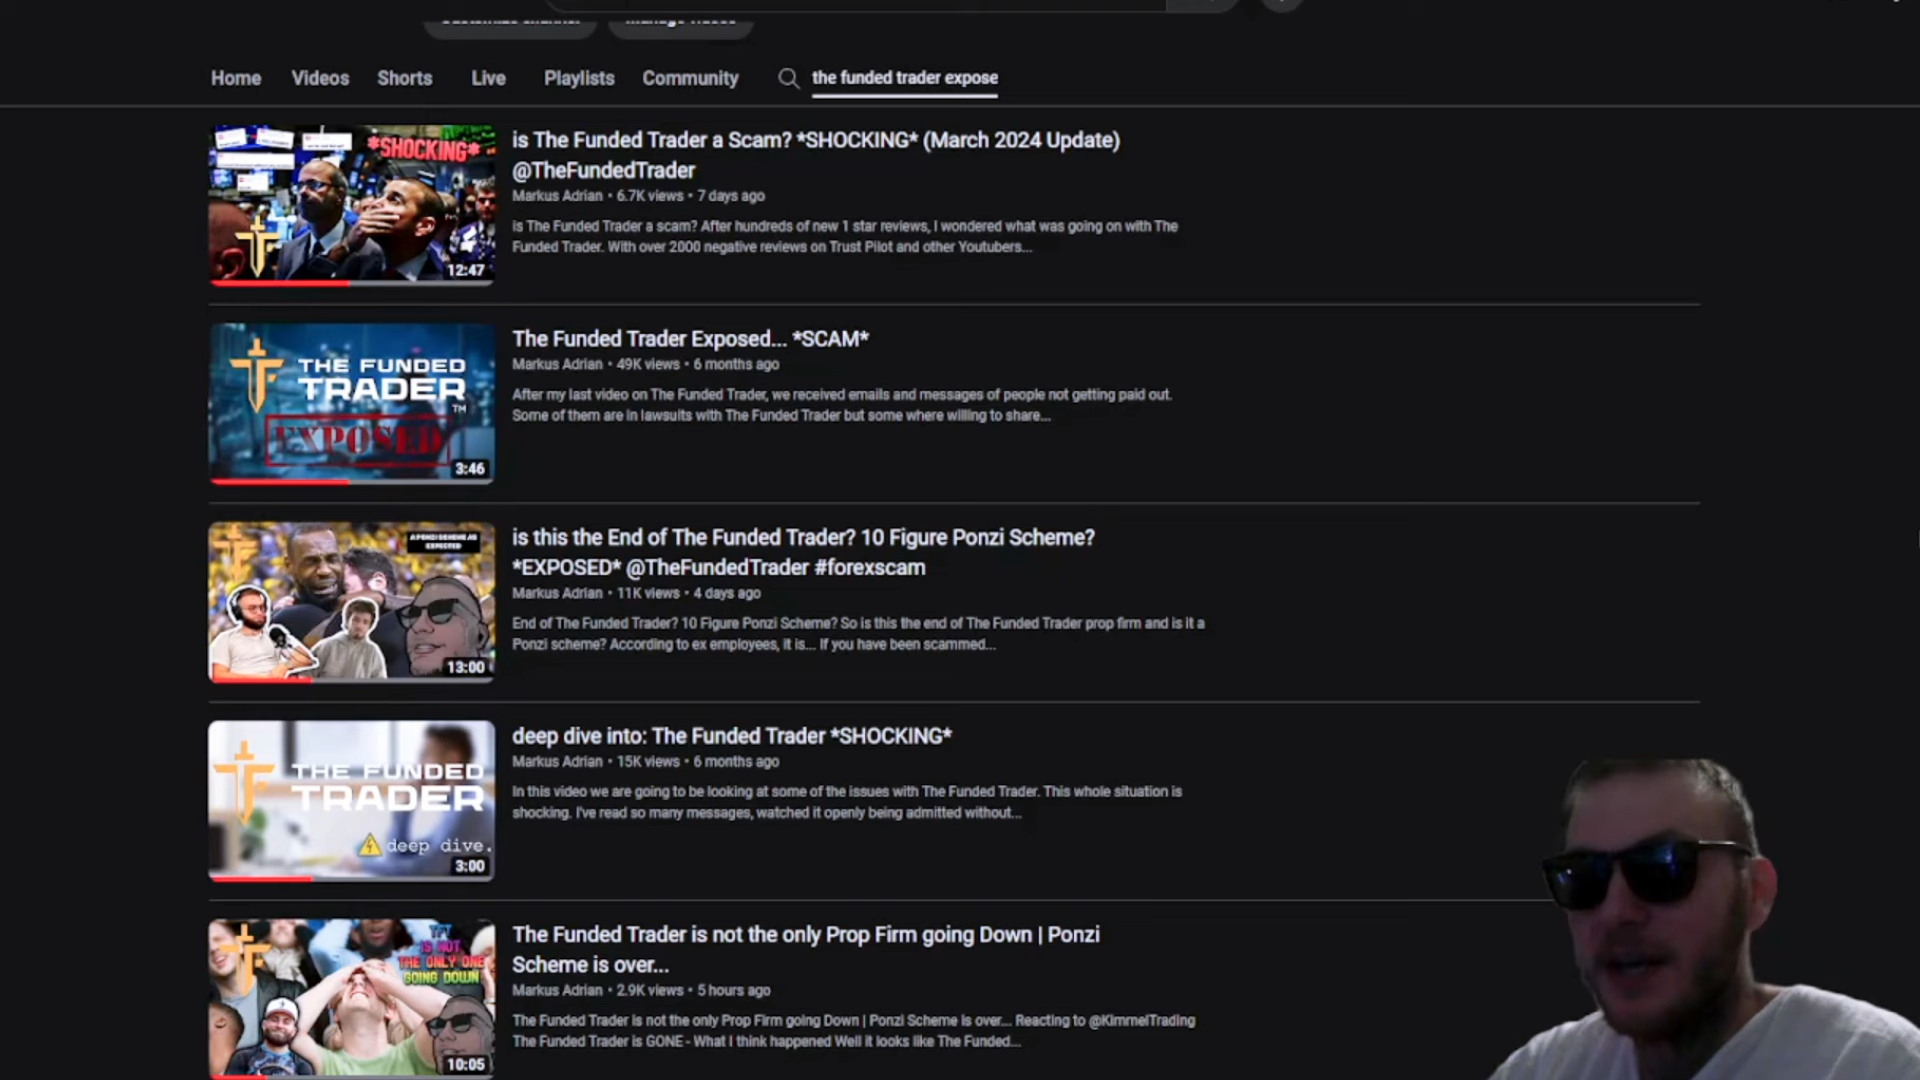 Customize channel
Manage videos
Home
Videos
Shorts
Live
Playlists
Community
the funded trader expose
*SHOCKING*
12:47
is The Funded Trader a Scam? *SHOCKING* (March 2024 Update)
@TheFundedTrader
Markus Adrian • 6.7K views • 7 days ago
is The Funded Trader a scam? After hundreds of new 1 star reviews, I wondered what was going on with The
Funded Trader. With over 2000 negative reviews on Trust Pilot and other Youtubers...
THE FUNDED
TRADER
TM
EXPOSED
3:46
The Funded Trader Exposed... *SCAM*
Markus Adrian • 49K views • 6 months ago
After my last video on The Funded Trader, we received emails and messages of people not getting paid out.
Some of them are in lawsuits with The Funded Trader but some where willing to share...
A PONZI SCHEME AS
EXPECTED
13:00
is this the End of The Funded Trader? 10 Figure Ponzi Scheme?
*EXPOSED* @TheFundedTrader #forexscam
Markus Adrian • 11K views • 4 days ago
End of The Funded Trader? 10 Figure Ponzi Scheme? So is this the end of The Funded Trader prop firm and is it a
Ponzi scheme? According to ex employees, it is... If you have been scammed...
THE FUNDED
TRADER
deep dive.
3:00
deep dive into: The Funded Trader *SHOCKING*
Markus Adrian • 15K views • 6 months ago
In this video we are going to be looking at some of the issues with The Funded Trader. This whole situation is
shocking. I've read so many messages, watched it openly being admitted without...
TFT
IS NOT
THE ONLY ONE
GOING DOWN
10:05
The Funded Trader is not the only Prop Firm going Down | Ponzi
Scheme is over...
Markus Adrian • 2.9K views • 5 hours ago
The Funded Trader is not the only Prop Firm going Down | Ponzi Scheme is over... Reacting to @KimmelTrading
The Funded Trader is GONE - What I think happened Well it looks like The Funded...